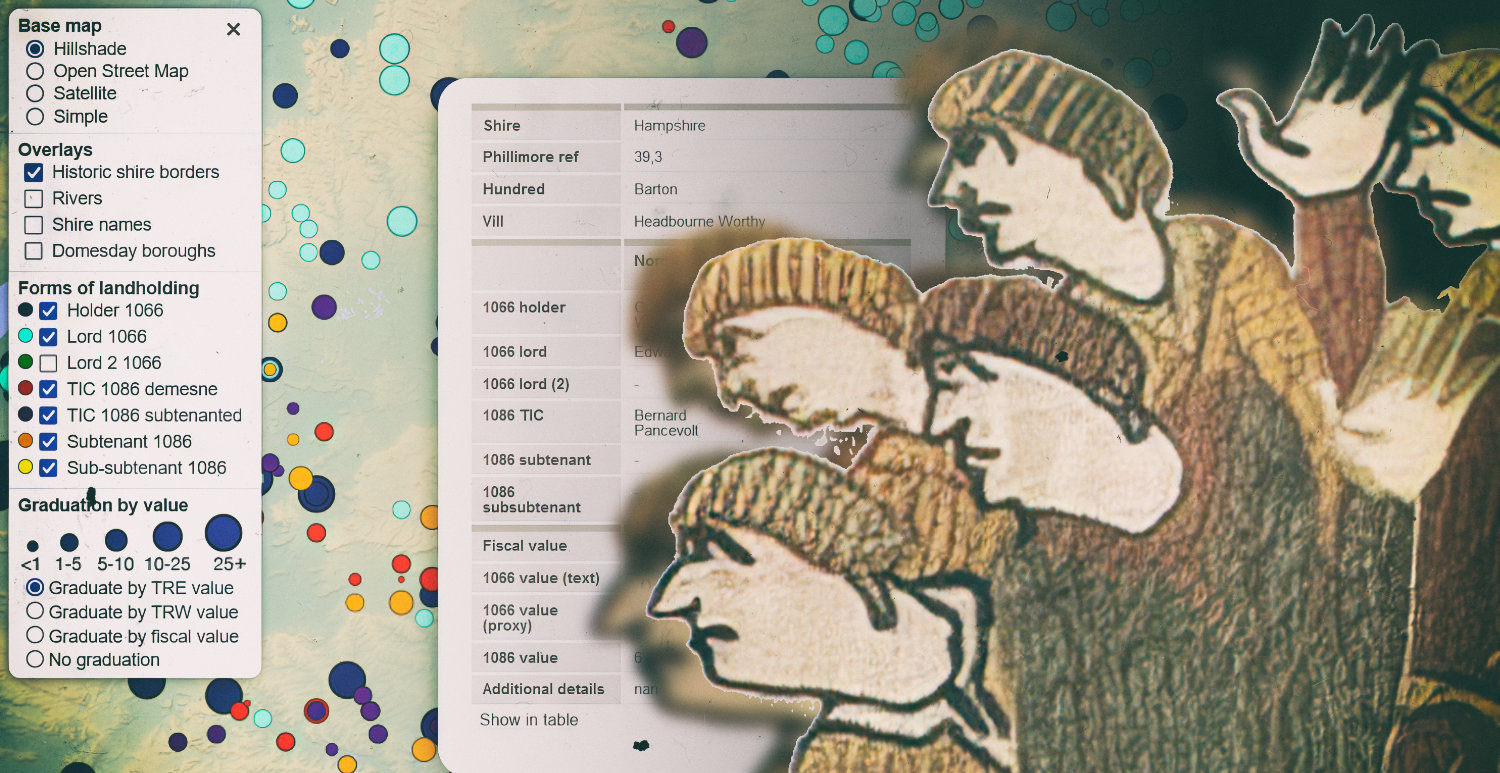 Base map
Hillshade
Open Street Map
Satellite
Simple
Overlays
Historic shire borders
Rivers
Shire names
Domesday boroughs
Forms of landholding
Holder 1066
Lord 1066
Lord 2 1066
TIC 1086 demesne
TIC 1086 subtenanted
Subtenant 1086
Sub-subtenant 1086
Graduation by value
<1 1-5 5-10 10-25 25+
Graduate by TRE value
Graduate by TRW value
Graduate by fiscal value
No graduation
Shire Hampshire
Phillimore ref 39,3
Hundred Barton
Vill Headbourne Worthy
1066 holder
1066 lord
1066 lord (2) -
1086 TIC Bernard
Pancevolt
1086 subtenant -
1086
subsubtenant
Fiscal value
1066 value (text)
1066 value
(proxy)
1086 value 6
Additional details
Show in table